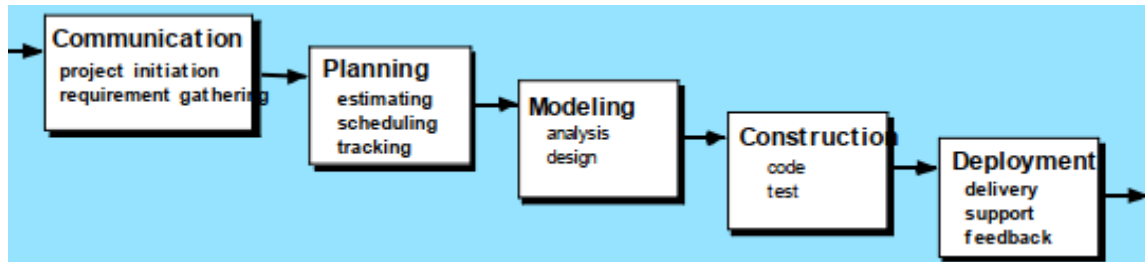 Communication
project initiation
requirement gathering
Planning
estimating
scheduling
tracking
Modeling
analysis
design
Construction
code
test
Deployment
delivery
support
feedback